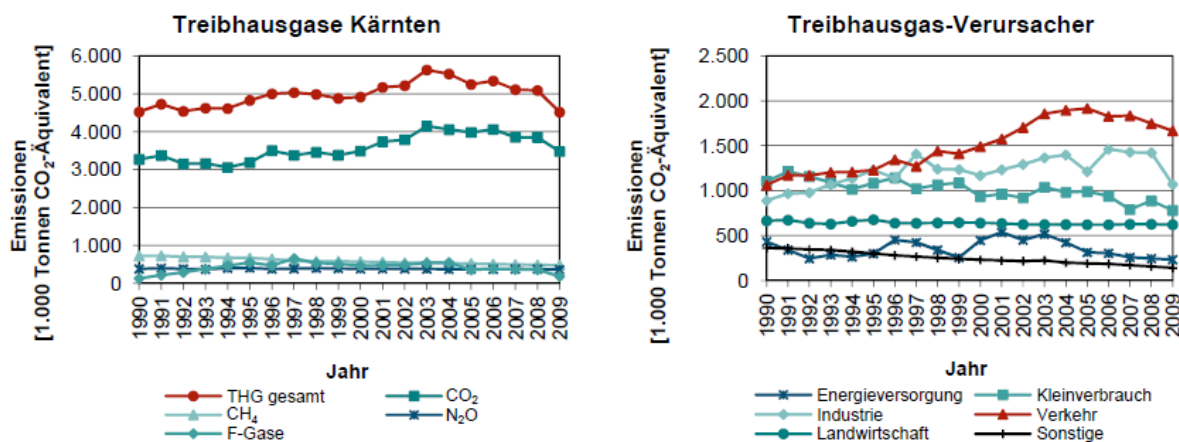 Treibhausgase Kärnten
Emissionen
[1.000 Tonnen CO₂-Äquivalent]
6.000
5.000
4.000
3.000
2.000
1.000
0
1990
1991
1992
1993
1994
1995
1996
1997
1998
1999
2000
2001
2002
2003
2004
2005
2006
2007
2008
2009
Jahr
THG gesamt
CO₂
CH₄
N₂O
F-Gase
Treibhausgas-Verursacher
Emissionen
[1.000 Tonnen CO₂-Äquivalent]
2.500
2.000
1.500
1.000
500
0
1990
1991
1992
1993
1994
1995
1996
1997
1998
1999
2000
2001
2002
2003
2004
2005
2006
2007
2008
2009
Jahr
Energieversorgung
Kleinverbrauch
Industrie
Verkehr
Landwirtschaft
Sonstige